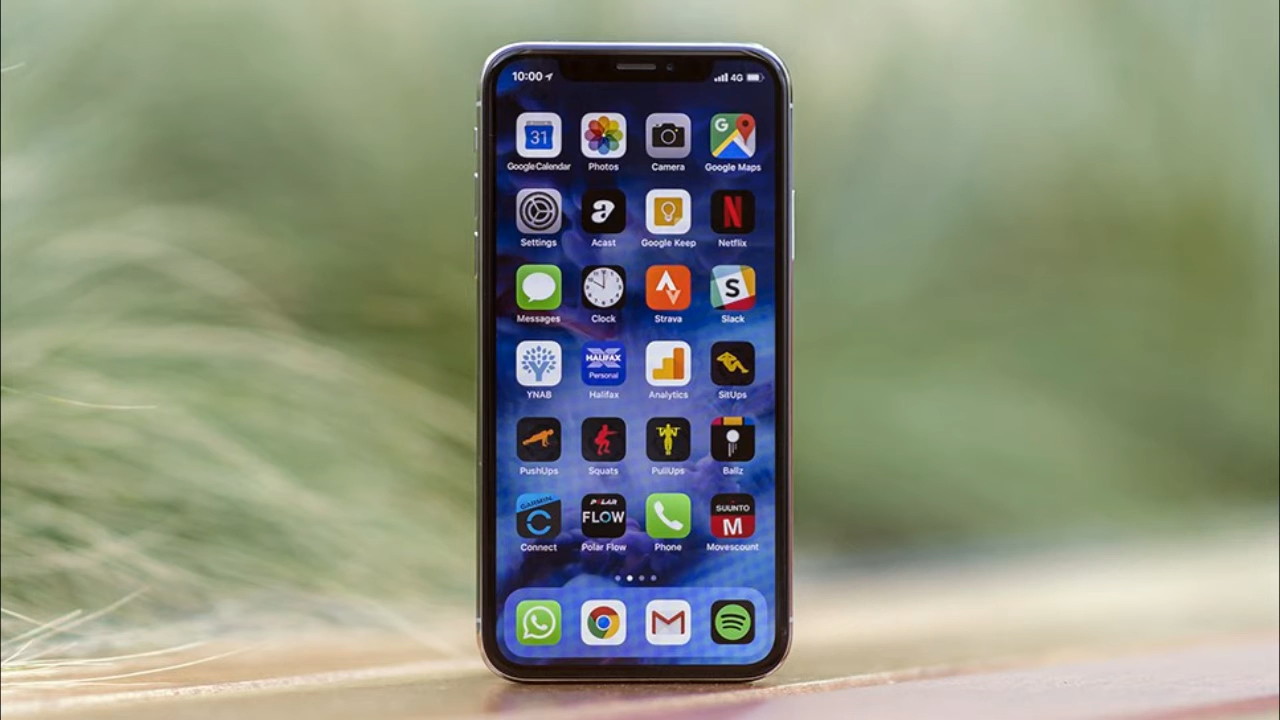 10:00 4G
31 G
Google Calendar Photos Camera Google Maps
a N
Settings Acast Google Keep Netflix
S
Messages Clock Strava Slack
HALIFAX
Personal
YNAB Halifax Analytics SitUps
PushUps Squats PullUps Ballz
GARMIN. POLAR SUUNTO
FLOW M
Connect Polar Flow Phone Movescount